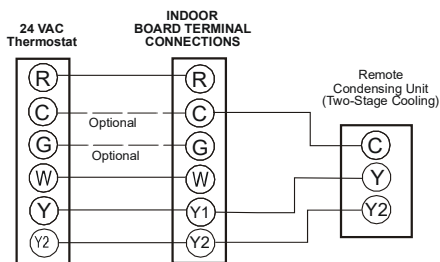 24 VAC
Thermostat
INDOOR
BOARD TERMINAL
CONNECTIONS
Remote
Condensing Unit
(Two-Stage Cooling)
R
R
C
Optional
C
C
G
Optional
G
W
W
Y
Y
Y1
Y2
Y2
Y2